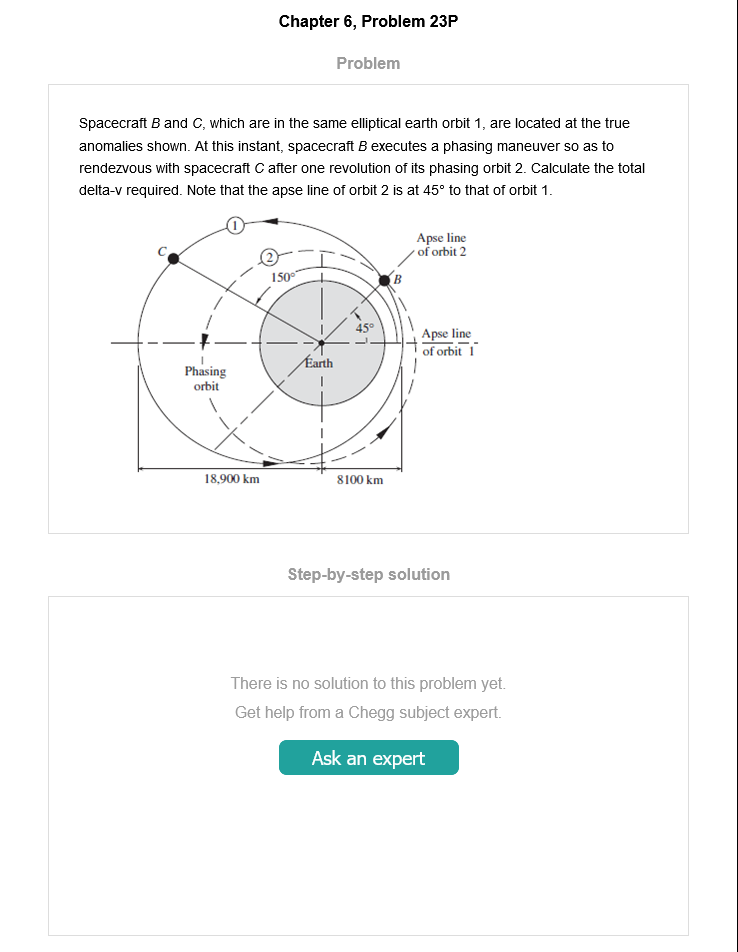 Chapter 6, Problem 23P
Problem
Spacecraft B and C, which are in the same elliptical earth orbit 1, are located at the true
anomalies shown. At this instant, spacecraft B executes a phasing maneuver so as to
rendezvous with spacecraft C after one revolution of its phasing orbit 2. Calculate the total
delta-v required. Note that the apse line of orbit 2 is at 45° to that of orbit 1.
1
Apse line
of orbit 2
C
2
150°
B
45°
Apse line
of orbit 1
Earth
Phasing
orbit
18,900 km
8100 km
Step-by-step solution
There is no solution to this problem yet.
Get help from a Chegg subject expert.
Ask an expert